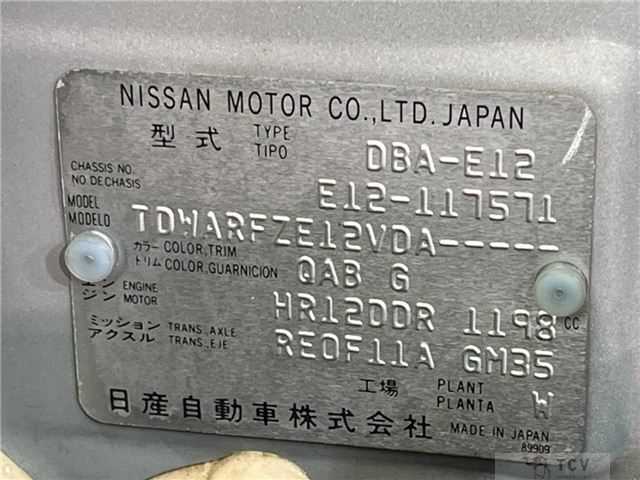 NISSAN MOTOR CO.,LTD. JAPAN
型式 TYPE TIPO DBA-E12
CHASSIS NO. NO DE CHASIS E12-117571
MODEL MODELO TDWARFZE12VDA-----
カラー COLOR,TRIM トリム COLOR,GUARNICION QAB G
エンジン ENGINE MOTOR HR12DDR 1198 CC
ミッション アクスル TRANS.,AXLE TRANS.,EJE RE0F11A GM35
工場 PLANT PLANTA W
日産自動車株式会社 MADE IN JAPAN
89909
TCV